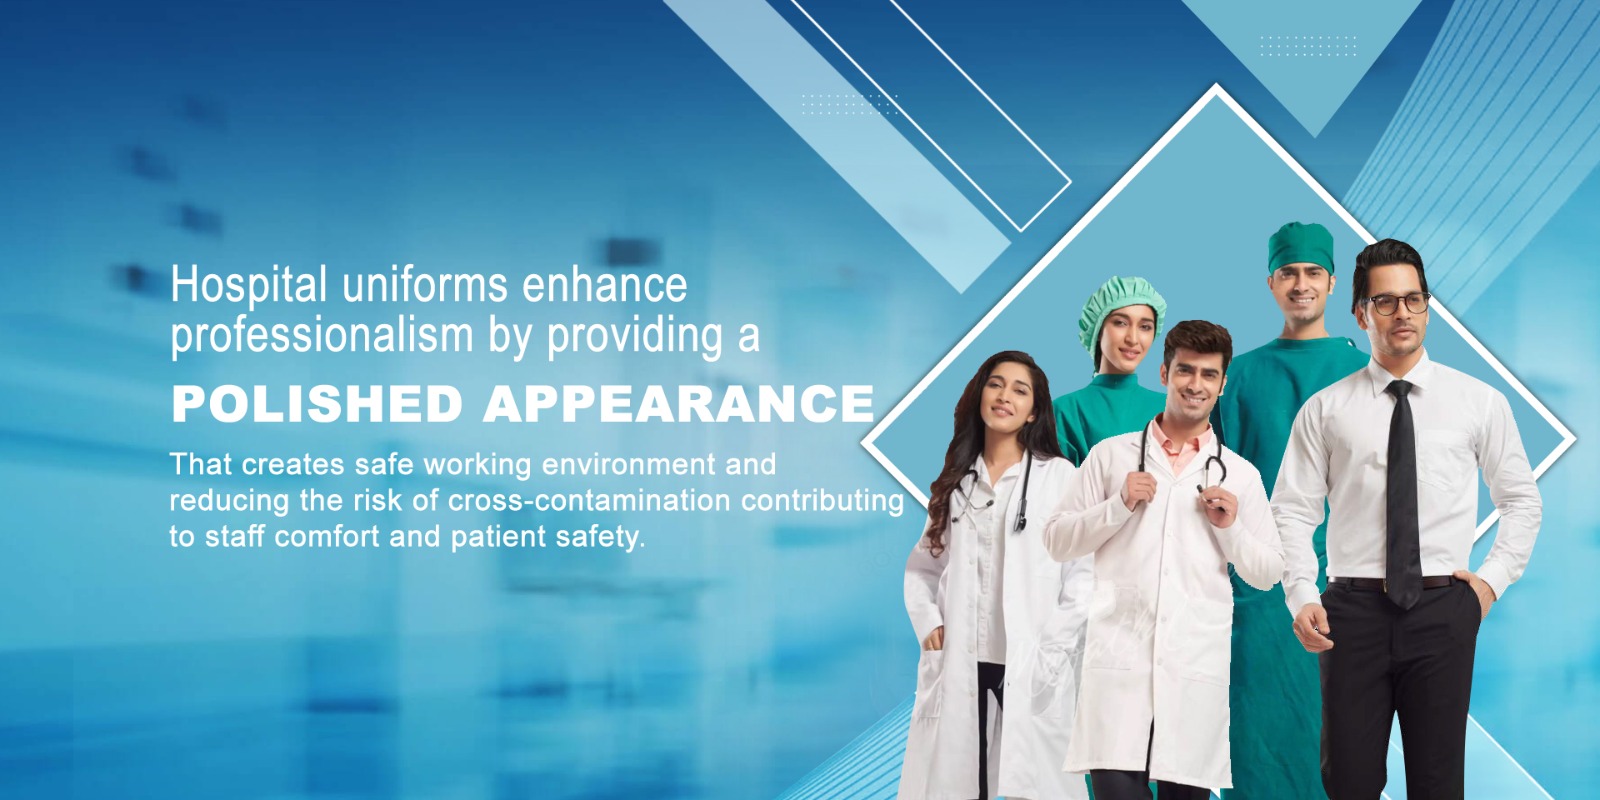 Hospital uniforms enhance
professionalism by providing a
POLISHED APPEARANCE
That creates safe working environment and
reducing the risk of cross-contamination contributing
to staff comfort and patient safety.